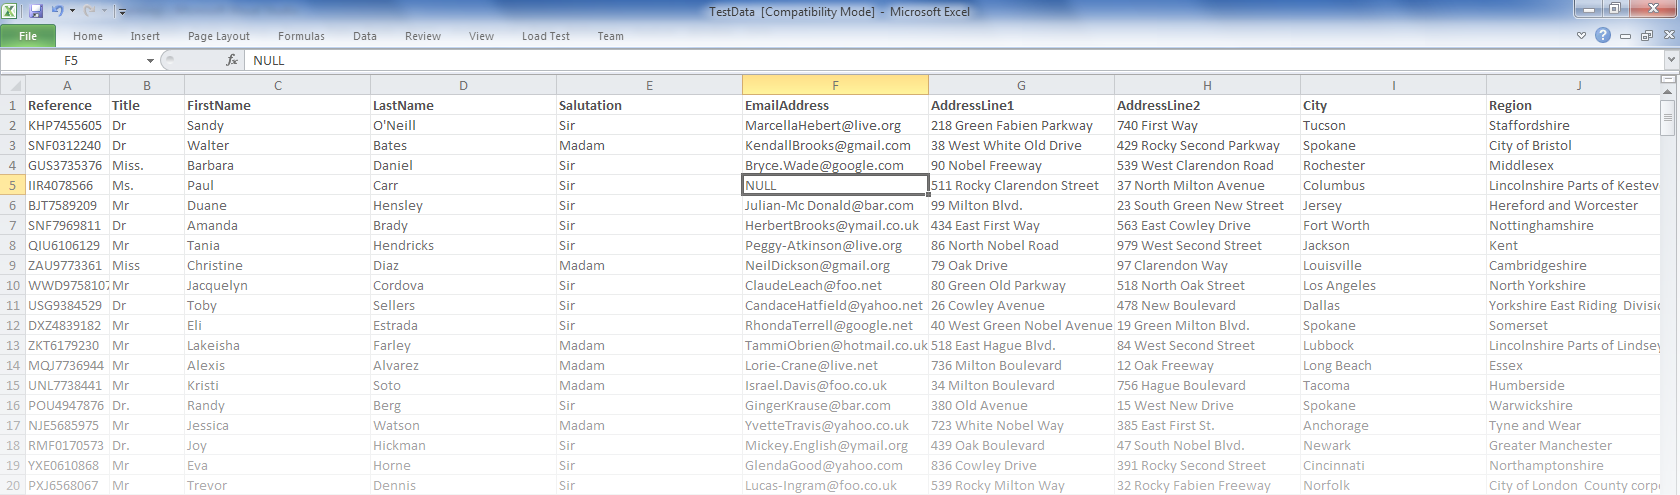 TestData [Compatibility Mode] - Microsoft Excel
File Home Insert Page Layout Formulas Data Review View Load Test Team
F5 fx NULL
A B C D E F G H I J
1 Reference Title FirstName LastName Salutation EmailAddress AddressLine1 AddressLine2 City Region
2 KHP7455605 Dr Sandy O'Neill Sir MarcellaHebert@live.org 218 Green Fabien Parkway 740 First Way Tucson Staffordshire
3 SNF0312240 Dr Walter Bates Madam KendallBrooks@gmail.com 38 West White Old Drive 429 Rocky Second Parkway Spokane City of Bristol
4 GUS3735376 Miss. Barbara Daniel Sir Bryce.Wade@google.com 90 Nobel Freeway 539 West Clarendon Road Rochester Middlesex
5 IIR4078566 Ms. Paul Carr Sir NULL 511 Rocky Clarendon Street 37 North Milton Avenue Columbus Lincolnshire Parts of Kestev
6 BJT7589209 Mr Duane Hensley Sir Julian-Mc Donald@bar.com 99 Milton Blvd. 23 South Green New Street Jersey Hereford and Worcester
7 SNF7969811 Dr Amanda Brady Sir HerbertBrooks@ymail.co.uk 434 East First Way 563 East Cowley Drive Fort Worth Nottinghamshire
8 QIU6106129 Mr Tania Hendricks Sir Peggy-Atkinson@live.org 86 North Nobel Road 979 West Second Street Jackson Kent
9 ZAU9773361 Miss Christine Diaz Madam NeilDickson@gmail.org 79 Oak Drive 97 Clarendon Way Louisville Cambridgeshire
10 WWD9758107 Mr Jacquelyn Cordova Sir ClaudeLeach@foo.net 80 Green Old Parkway 518 North Oak Street Los Angeles North Yorkshire
11 USG9384529 Dr Toby Sellers Sir CandaceHatfield@yahoo.net 26 Cowley Avenue 478 New Boulevard Dallas Yorkshire East Riding Divisio
12 DXZ4839182 Mr Eli Estrada Sir RhondaTerrell@google.net 40 West Green Nobel Avenue 19 Green Milton Blvd. Spokane Somerset
13 ZKT6179230 Mr Lakeisha Farley Madam TammiObrien@hotmail.co.uk 518 East Hague Blvd. 84 West Second Street Lubbock Lincolnshire Parts of Lindsey
14 MQJ7736944 Mr Alexis Alvarez Madam Lorie-Crane@live.net 736 Milton Boulevard 12 Oak Freeway Long Beach Essex
15 UNL7738441 Mr Kristi Soto Madam Israel.Davis@foo.co.uk 34 Milton Boulevard 756 Hague Boulevard Tacoma Humberside
16 POU4947876 Dr. Randy Berg Sir GingerKrause@bar.com 380 Old Avenue 15 West New Drive Spokane Warwickshire
17 NJE5685975 Mr Jessica Watson Madam YvetteTravis@yahoo.co.uk 723 White Nobel Way 385 East First St. Anchorage Tyne and Wear
18 RMF0170573 Dr. Joy Hickman Sir Mickey.English@ymail.org 439 Oak Boulevard 47 South Nobel Blvd. Newark Greater Manchester
19 YXE0610868 Mr Eva Horne Sir GlendaGood@yahoo.com 836 Cowley Drive 391 Rocky Second Street Cincinnati Northamptonshire
20 PXJ6568067 Mr Trevor Dennis Sir Lucas-Ingram@foo.co.uk 539 Rocky Milton Way 32 Rocky Fabien Freeway Norfolk City of London County corpo